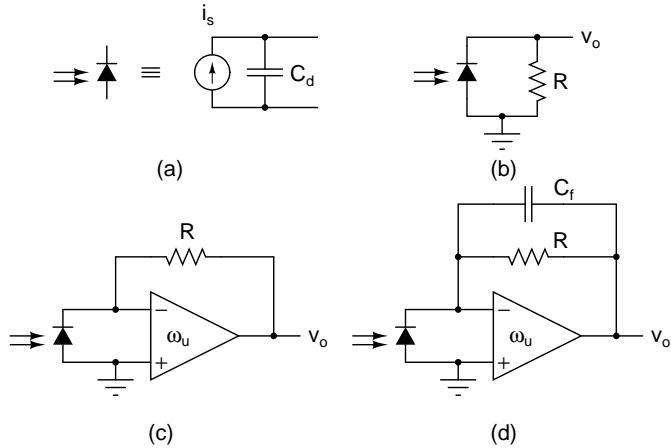 i_s
≡
C_d
(a)
v_o
R
(b)
R
−
ω_u
+
v_o
(c)
C_f
R
−
ω_u
+
v_o
(d)